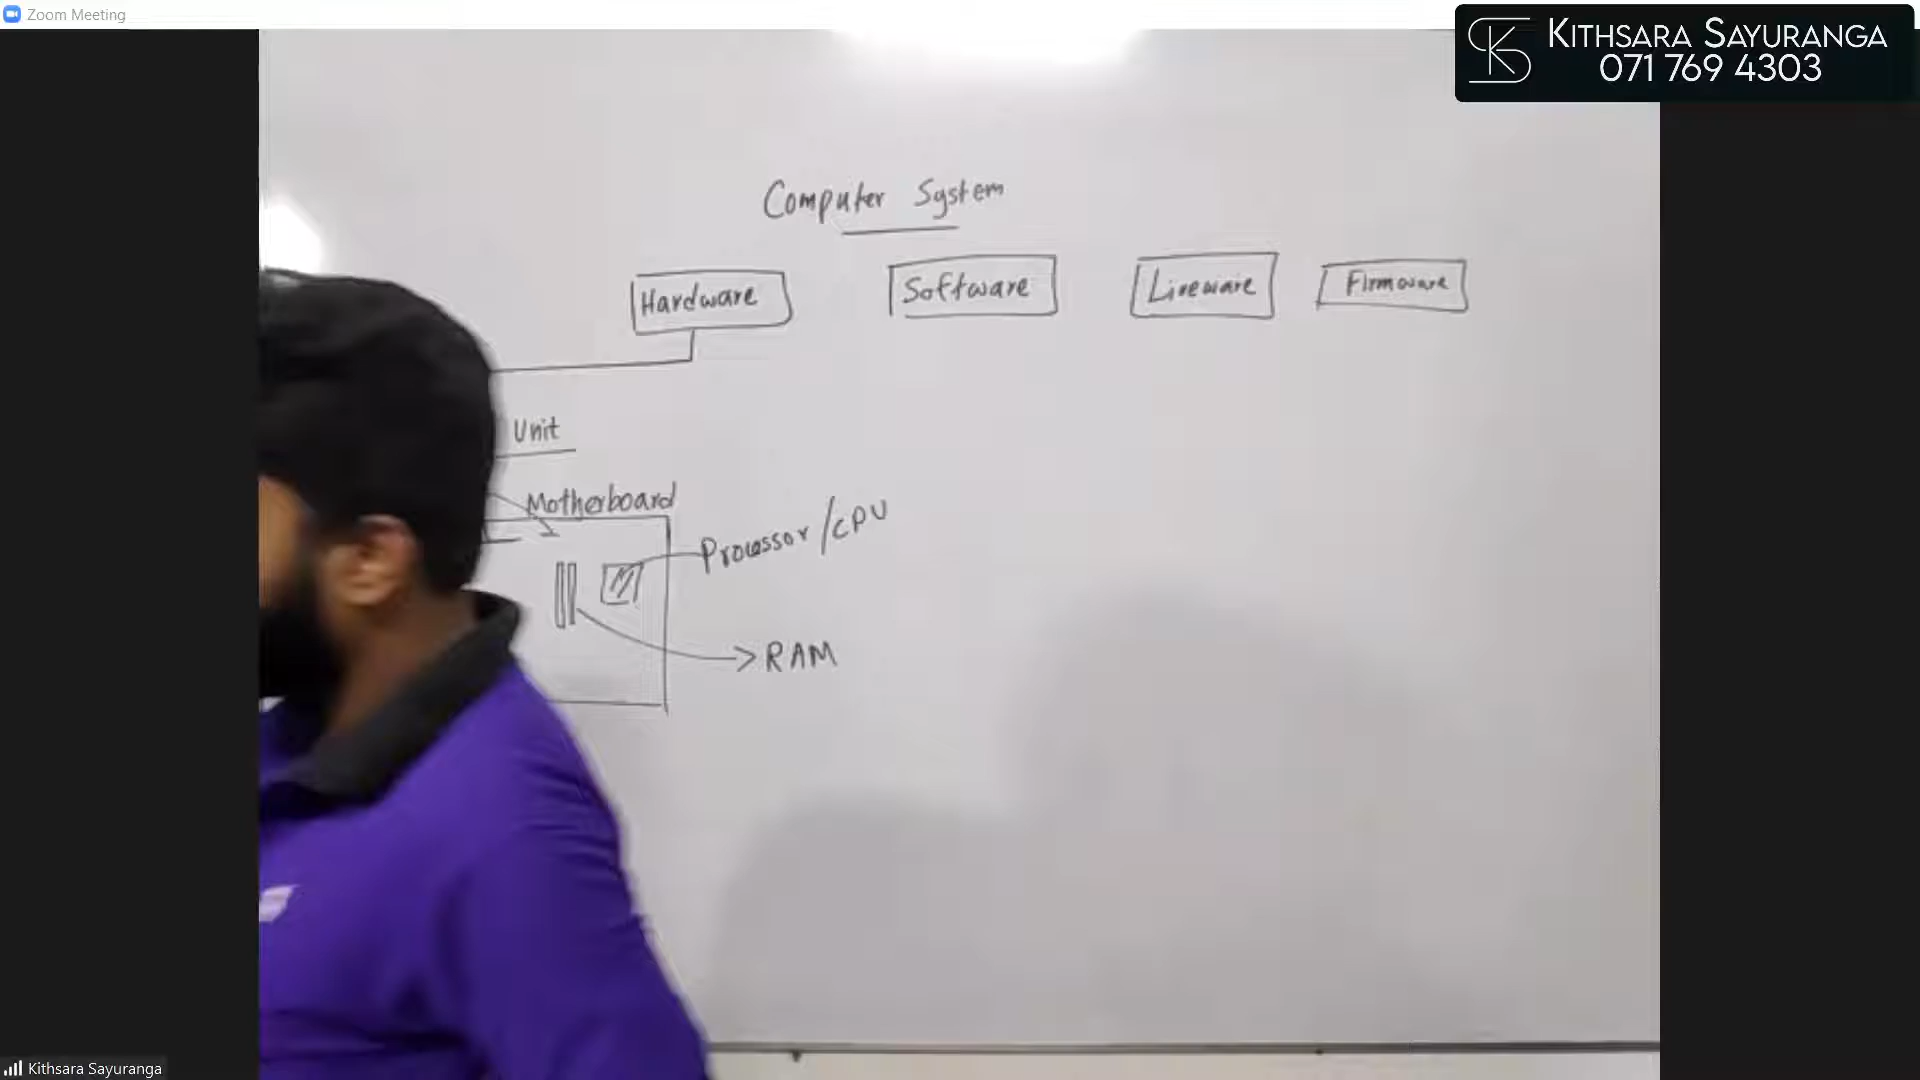 Zoom Meeting
KITHSARA SAYURANGA
071 769 4303
Computer System
Hardware
Software
Liveware
Firmware
Unit
Motherboard
Processor/CPU
RAM
Kithsara Sayuranga